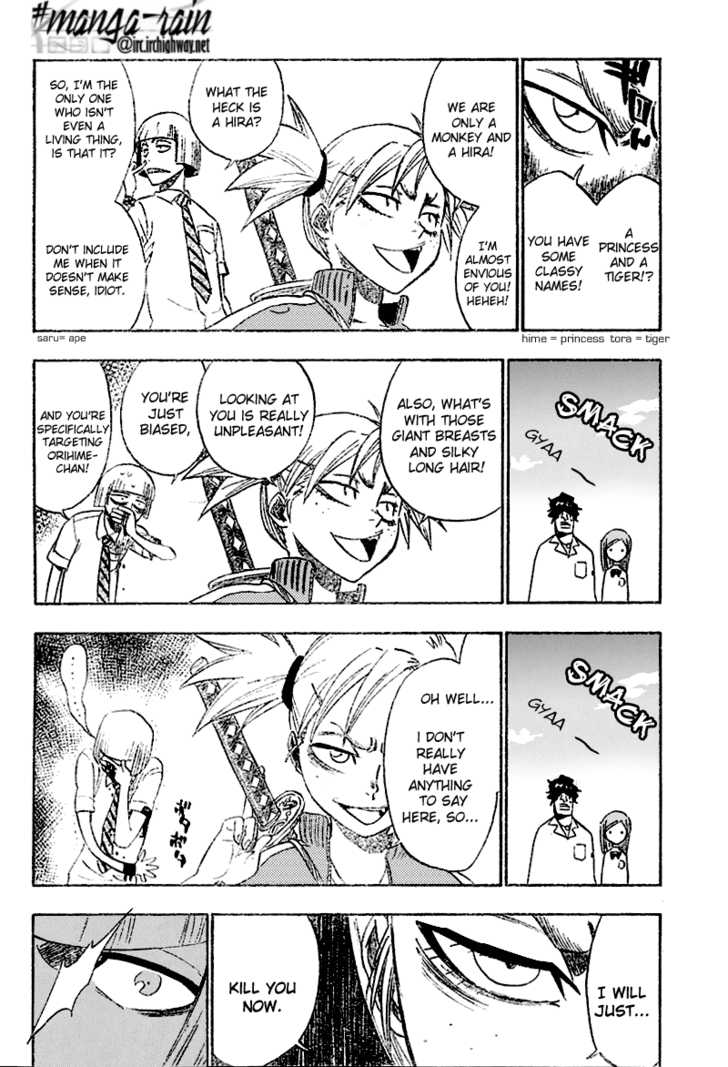 #manga-rain
@irc.irchighway.net
A
PRINCESS
AND A
TIGER!?
YOU HAVE
SOME
CLASSY
NAMES!
hime = princess tora = tiger
WE ARE
ONLY A
MONKEY AND
A HIRA!
I'M
ALMOST
ENVIOUS
OF YOU!
HEHEH!
WHAT THE
HECK IS
A HIRA?
SO, I'M THE
ONLY ONE
WHO ISN'T
EVEN A
LIVING THING,
IS THAT IT?
DON'T INCLUDE
ME WHEN IT
DOESN'T MAKE
SENSE, IDIOT.
saru= ape
SMACK
GYAA
ALSO, WHAT'S
WITH THOSE
GIANT BREASTS
AND SILKY
LONG HAIR!
LOOKING AT
YOU IS REALLY
UNPLEASANT!
YOU'RE
JUST
BIASED,
AND YOU'RE
SPECIFICALLY
TARGETING
ORIHIME-
CHAN!
SMACK
GYAA
OH WELL...
I DON'T
REALLY
HAVE
ANYTHING
TO SAY
HERE, SO...
......
ボタボタ
I WILL
JUST...
KILL YOU
NOW.